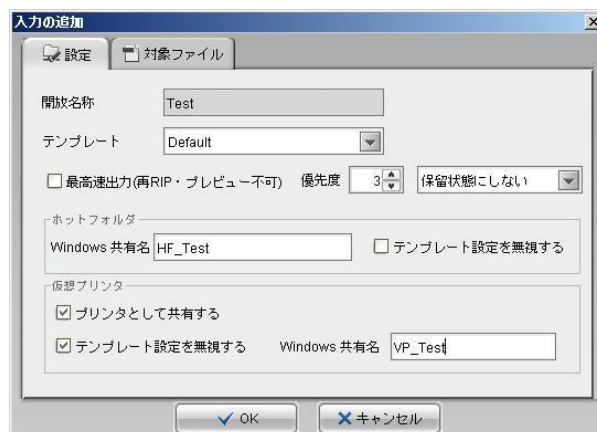 入力の追加
設定 対象ファイル
開放名称 Test
テンプレート Default
最高速出力(再RIP・プレビュー不可) 優先度 3 保留状態にしない
ホットフォルダ
Windows 共有名 HF_Test テンプレート設定を無視する
仮想プリンタ
プリンタとして共有する
テンプレート設定を無視する Windows 共有名 VP_Test
OK キャンセル